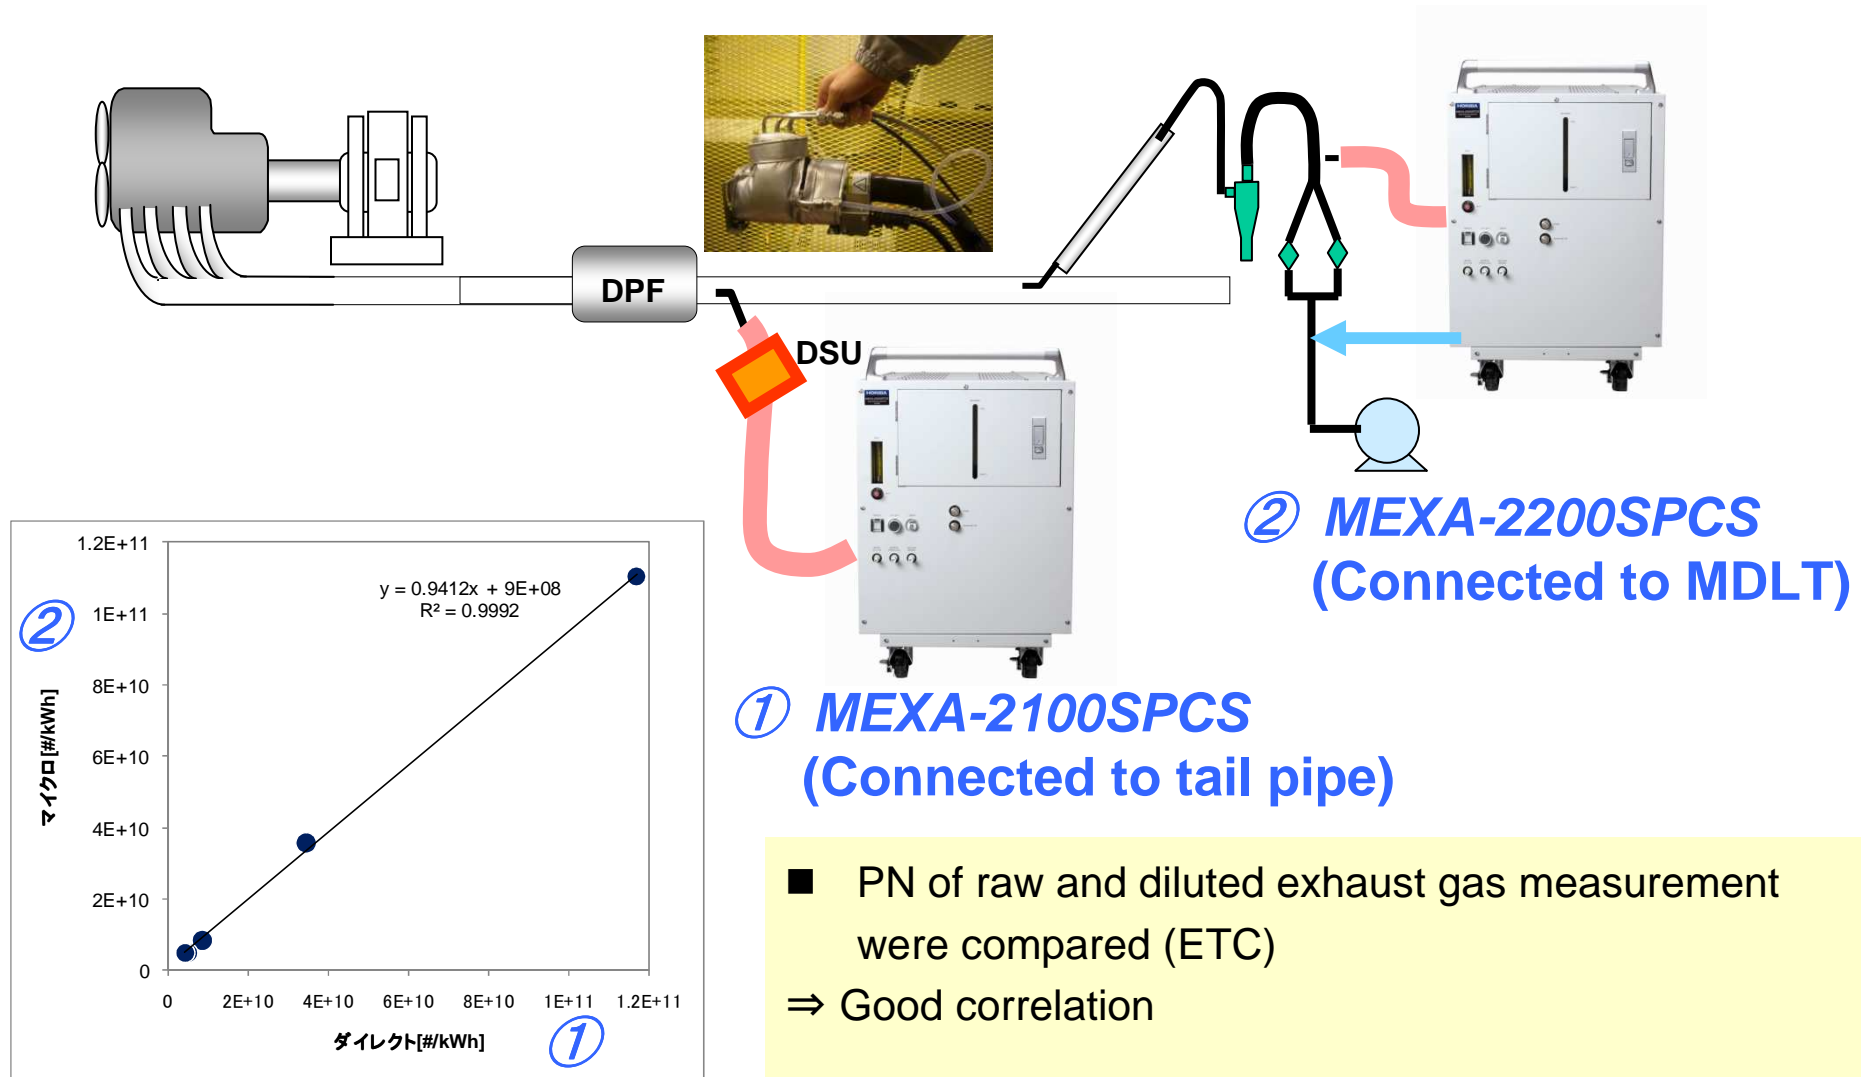 DPF
DSU
HORIBA
HORIBA
② MEXA-2200SPCS
(Connected to MDLT)
① MEXA-2100SPCS
(Connected to tail pipe)
1.2E+11
1E+11
8E+10
6E+10
4E+10
2E+10
0
y = 0.9412x + 9E+08
R² = 0.9992
②
マイクロ[#/kWh]
0 2E+10 4E+10 6E+10 8E+10 1E+11 1.2E+11
ダイレクト[#/kWh]
①
■ PN of raw and diluted exhaust gas measurement
were compared (ETC)
⇒ Good correlation